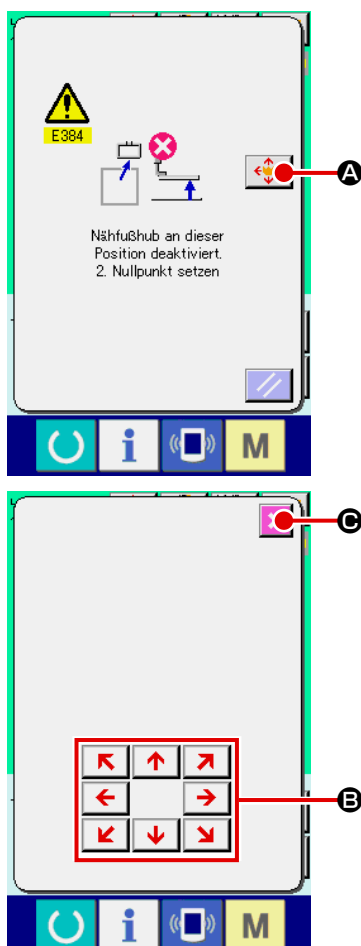 E384
A
Nähfußhub an dieser
Position deaktiviert.
2. Nullpunkt setzen
i
M
C
B
i
M